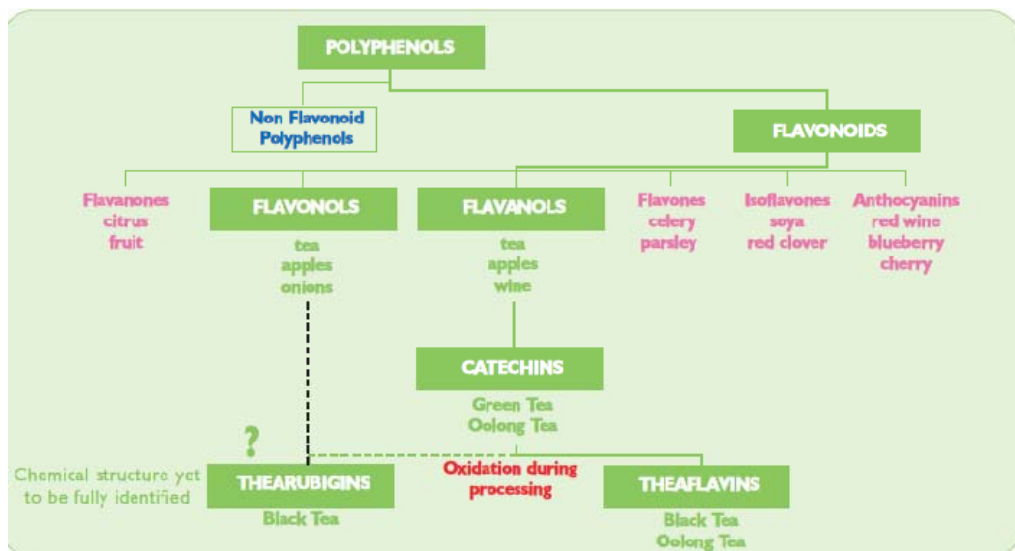 POLYPHENOLS
Non Flavonoid
Polyphenols
FLAVONOIDS
Flavanones
citrus
fruit
FLAVONOLS
tea
apples
onions
FLAVANOLS
tea
apples
wine
Flavones
celery
parsley
Isoflavones
soya
red clover
Anthocyanins
red wine
blueberry
cherry
CATECHINS
Green Tea
Oolong Tea
?
Chemical structure yet
to be fully identified
THEARUBIGINS
Black Tea
Oxidation during
processing
THEAFLAVINS
Black Tea
Oolong Tea